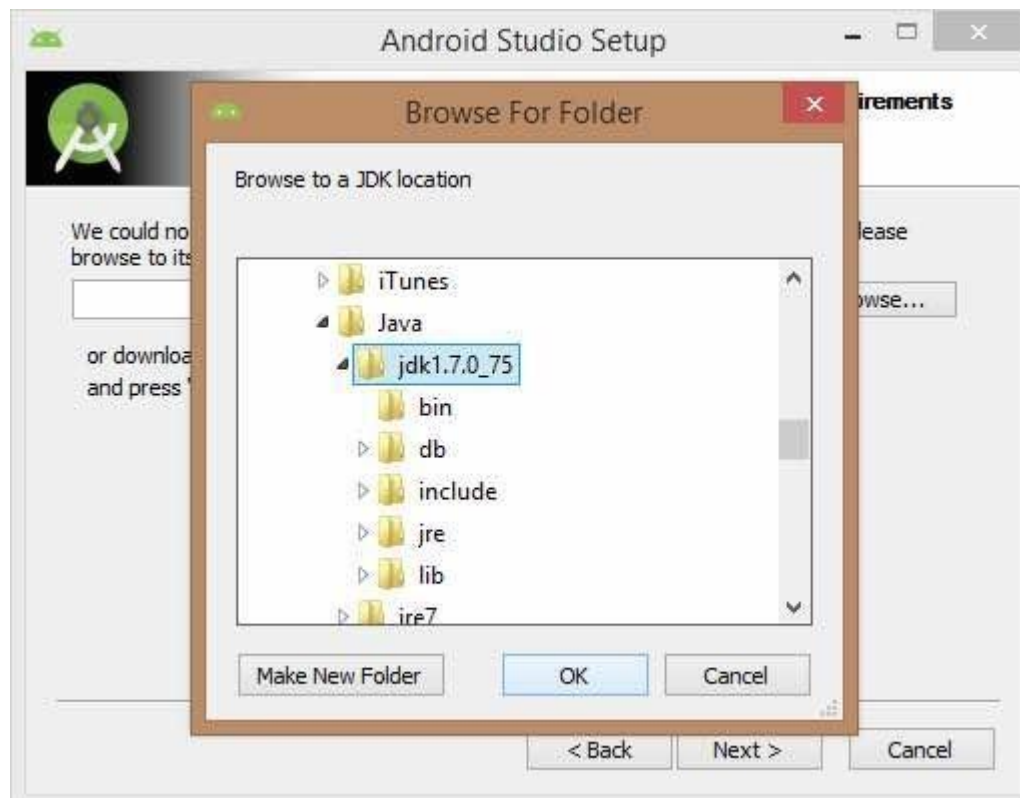 Android Studio Setup
irements
Browse For Folder
Browse to a JDK location
We could no
lease
browse to its
owse...
or downloa
and press '
iTunes
Java
jdk1.7.0_75
bin
db
include
jre
lib
jre7
Make New Folder
OK
Cancel
< Back
Next >
Cancel